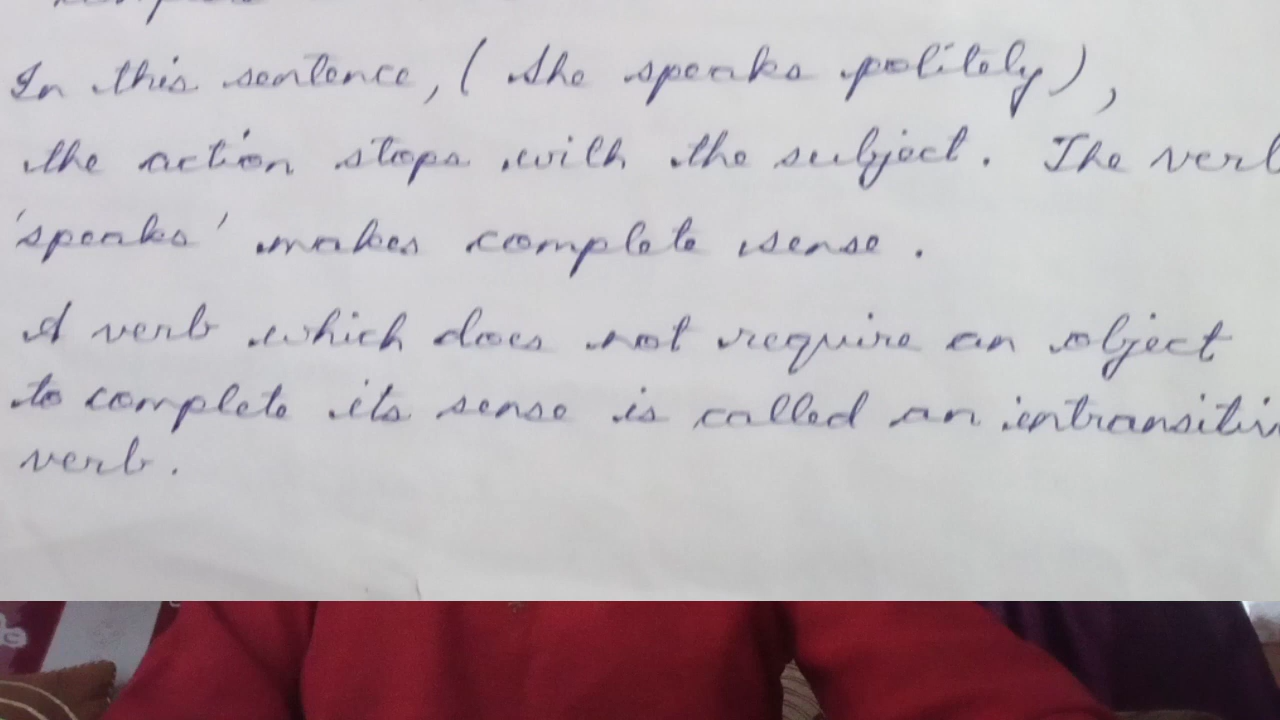 In this sentence, ( She speaks politely ),
the action stops with the subject. The verb
'speaks' makes complete sense.
A verb which does not require an object
to complete its sense is called an intransitiv
verb.